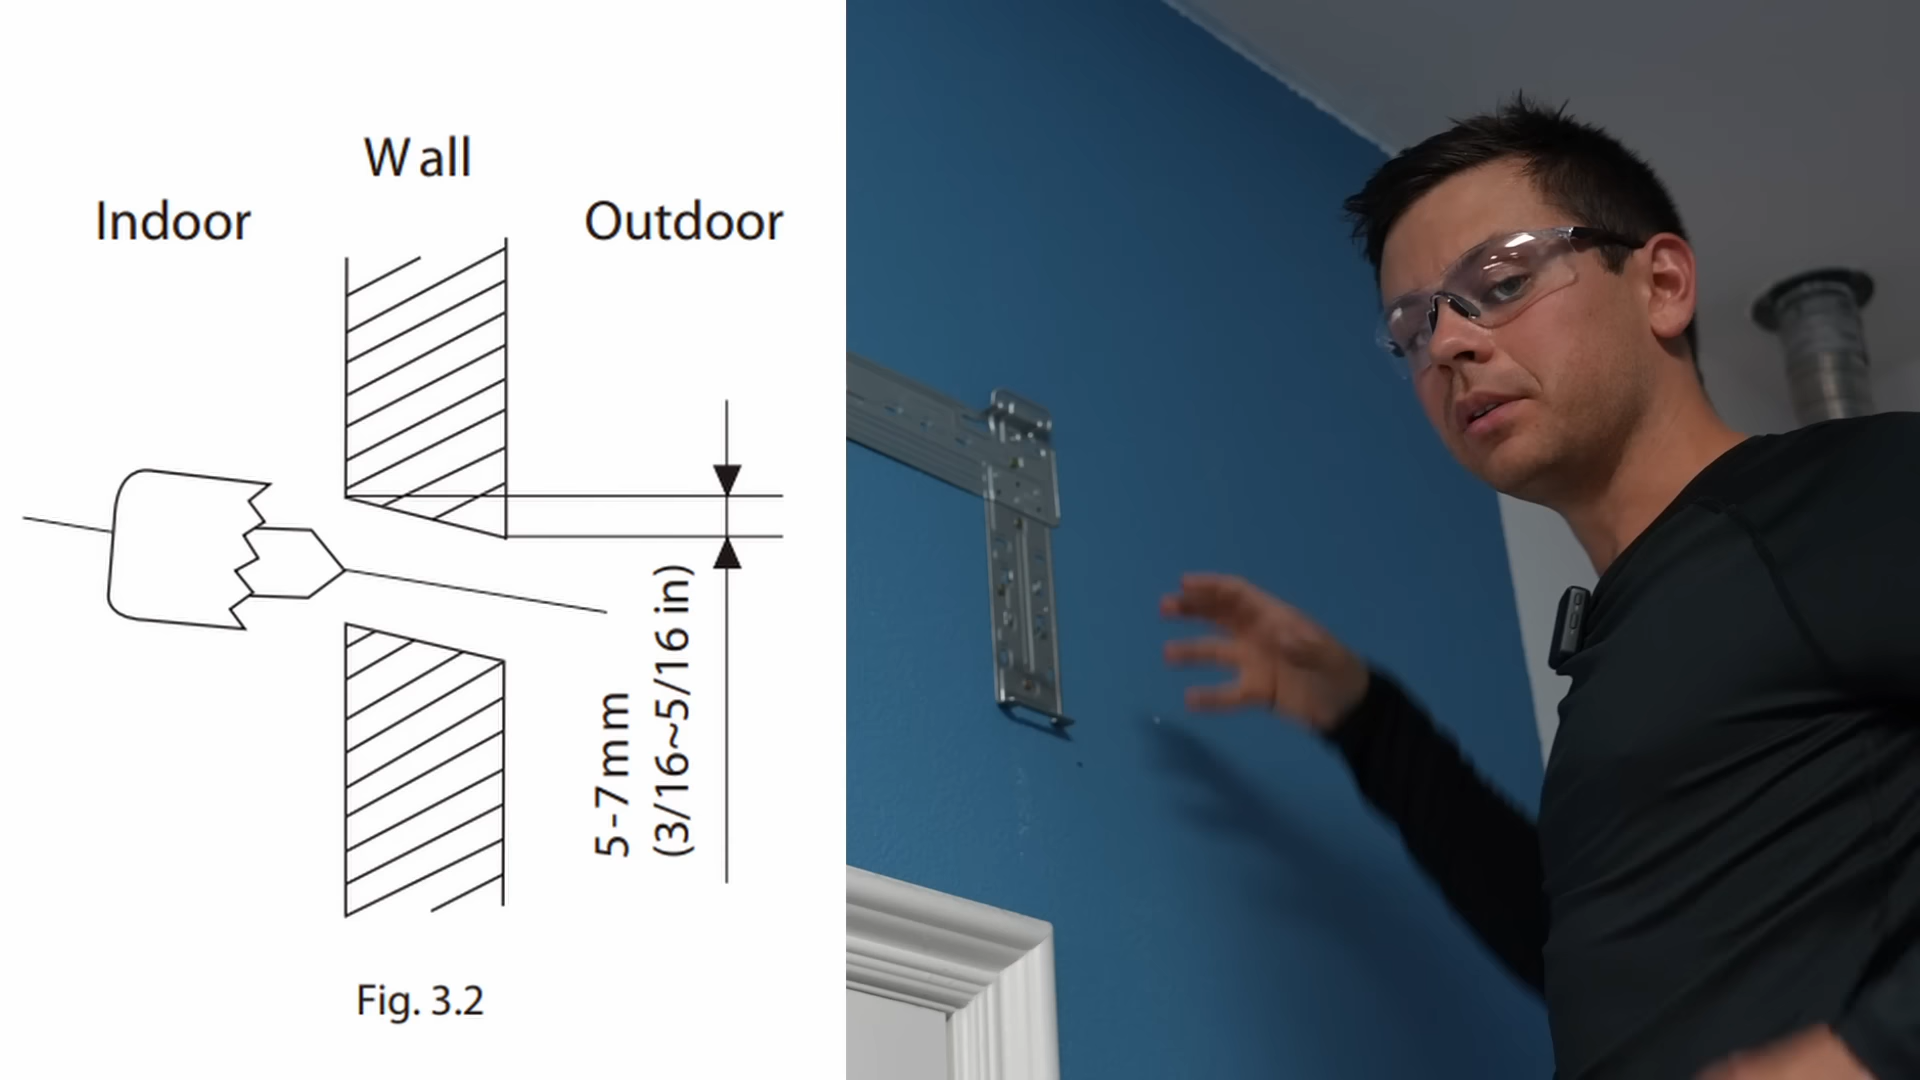 Wall
Indoor
Outdoor
5-7mm
(3/16~5/16 in)
Fig. 3.2